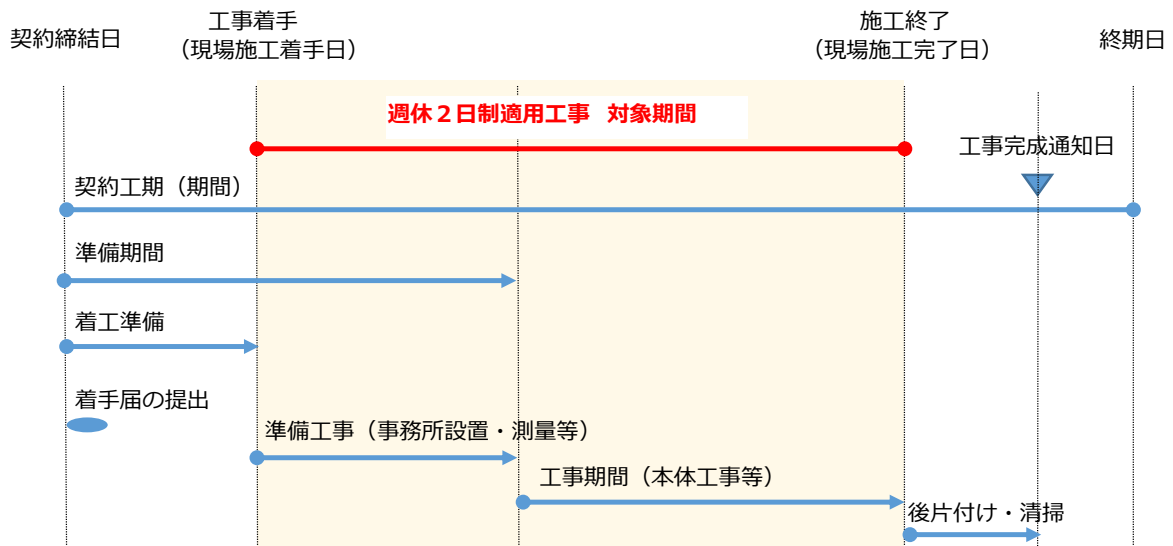 契約締結日
工事着手
（現場施工着手日）
施工終了
（現場施工完了日）
終期日
週休２日制適用工事 対象期間
工事完成通知日
契約工期（期間）
準備期間
着工準備
着手届の提出
準備工事（事務所設置・測量等）
工事期間（本体工事等）
後片付け・清掃